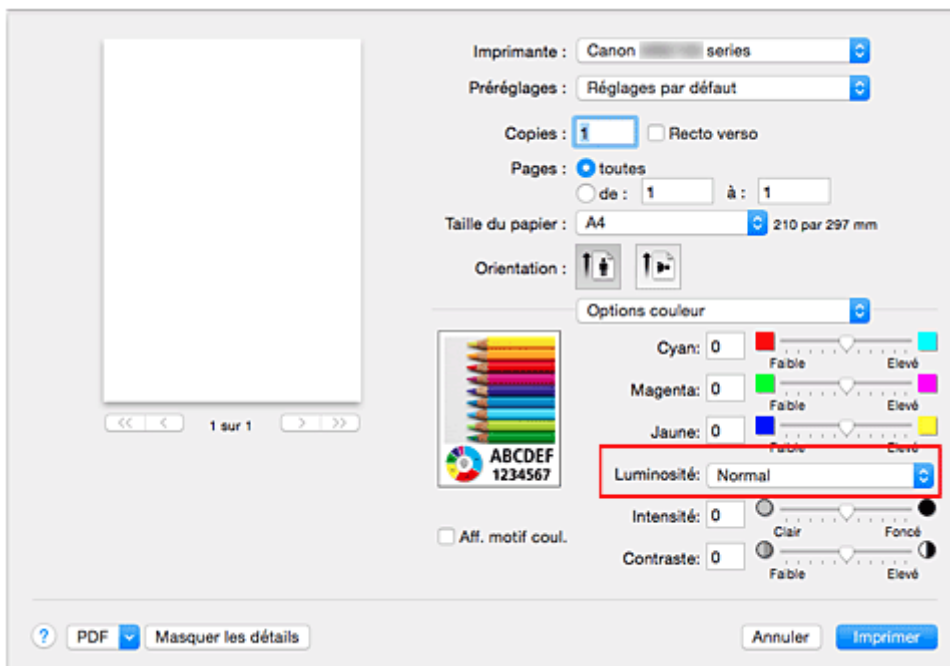 Imprimante : Canon series
Préréglages : Réglages par défaut
Copies : 1 Recto verso
Pages : toutes
de : 1 à : 1
Taille du papier : A4 210 par 297 mm
Orientation :
Options couleur
Cyan: 0
Faible Elevé
Magenta: 0
Faible Elevé
Jaune: 0
Faible Elevé
ABCDEF
1234567
Luminosité: Normal
Intensité: 0
Clair Foncé
Aff. motif coul.
Contraste: 0
Faible Elevé
1 sur 1
? PDF Masquer les détails Annuler Imprimer